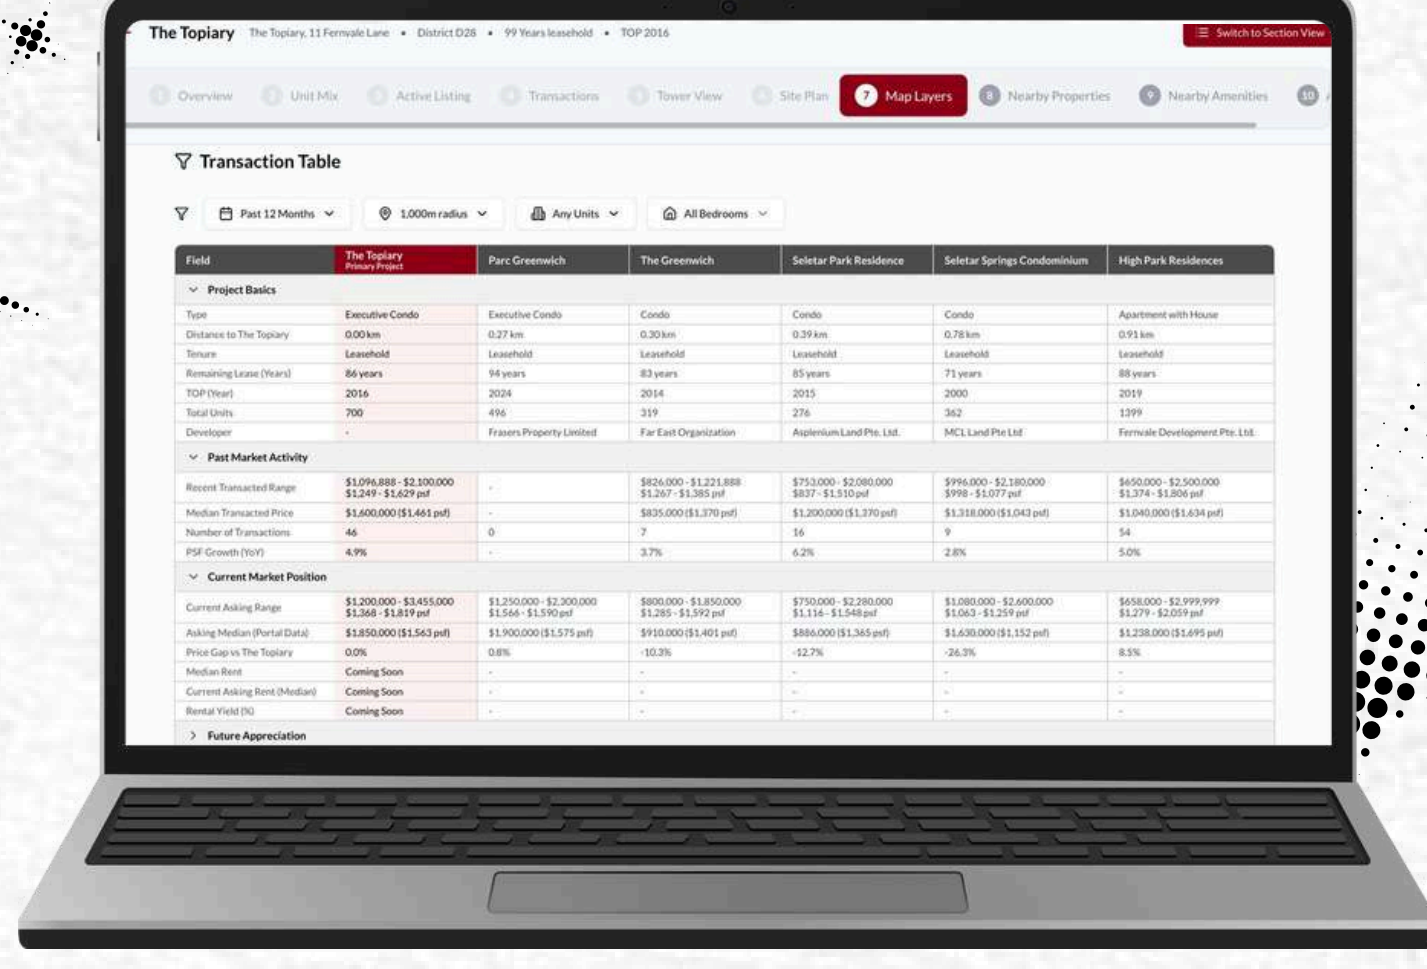 The Topiary The Topiary, 11 Fernvale Lane • District D28 • 99 Years leasehold • TOP 2016
Switch to Section View
Overview Unit Mix Active Listing Transactions Tower View Site Plan 7 Map Layers 8 Nearby Properties 9 Nearby Amenities 10
Transaction Table
Past 12 Months 1,000m radius Any Units All Bedrooms
Field The Topiary Parc Greenwich The Greenwich Seletar Park Residence Seletar Springs Condominium High Park Residences
Primary Project
Project Basics
Type Executive Condo Executive Condo Condo Condo Condo Apartment with House
Distance to The Topiary 0.00 km 0.27 km 0.30 km 0.39 km 0.78 km 0.91 km
Tenure Leasehold Leasehold Leasehold Leasehold Leasehold Leasehold
Remaining Lease (Years) 86 years 94 years 83 years 85 years 71 years 88 years
TOP (Year) 2016 2024 2014 2015 2000 2019
Total Units 700 496 319 276 362 1399
Developer - Frasers Property Limited Far East Organization Asplenium Land Pte. Ltd. MCL Land Pte Ltd Fernvale Development Pte. Ltd.
Past Market Activity
Recent Transacted Range $1,096,888 - $2,100,000 - $826,000 - $1,221,888 $753,000 - $2,080,000 $996,000 - $2,180,000 $650,000 - $2,500,000
$1,249 - $1,629 psf $1,267 - $1,385 psf $837 - $1,510 psf $998 - $1,077 psf $1,374 - $1,806 psf
Median Transacted Price $1,600,000 ($1,461 psf) - $835,000 ($1,370 psf) $1,200,000 ($1,270 psf) $1,318,000 ($1,043 psf) $1,040,000 ($1,634 psf)
Number of Transactions 46 0 7 16 9 54
PSF Growth (YoY) 4.9% - 3.7% 6.2% 2.8% 5.0%
Current Market Position
Current Asking Range $1,200,000 - $3,455,000 $1,250,000 - $2,300,000 $800,000 - $1,850,000 $750,000 - $2,280,000 $1,080,000 - $2,600,000 $658,000 - $2,999,999
$1,368 - $1,819 psf $1,566 - $1,590 psf $1,285 - $1,592 psf $1,116 - $1,548 psf $1,063 - $1,259 psf $1,279 - $2,059 psf
Asking Median (Portal Data) $1,850,000 ($1,563 psf) $1,900,000 ($1,575 psf) $910,000 ($1,401 psf) $886,000 ($1,365 psf) $1,630,000 ($1,152 psf) $1,238,000 ($1,695 psf)
Price Gap vs The Topiary 0.0% 0.8% -10.3% -12.7% -26.3% 8.5%
Median Rent Coming Soon - - - - -
Current Asking Rent (Median) Coming Soon - - - - -
Rental Yield (%) Coming Soon - - - - -
Future Appreciation